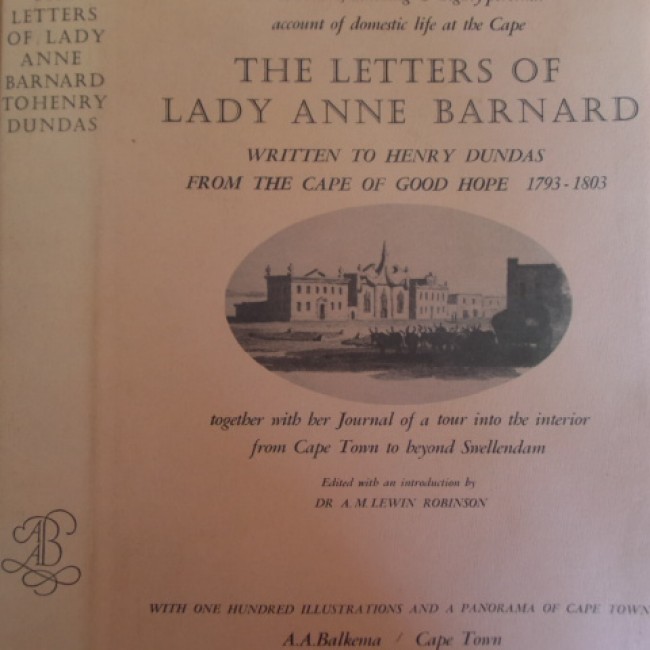 LETTERS
OF LADY
ANNE
BARNARD
TO HENRY
DUNDAS
account of domestic life at the Cape
THE LETTERS OF
LADY ANNE BARNARD
WRITTEN TO HENRY DUNDAS
FROM THE CAPE OF GOOD HOPE 1793-1803
together with her Journal of a tour into the interior
from Cape Town to beyond Swellendam
Edited with an introduction by
DR A. M. LEWIN ROBINSON
WITH ONE HUNDRED ILLUSTRATIONS AND A PANORAMA OF CAPE TOWN
A.A.Balkema / Cape Town